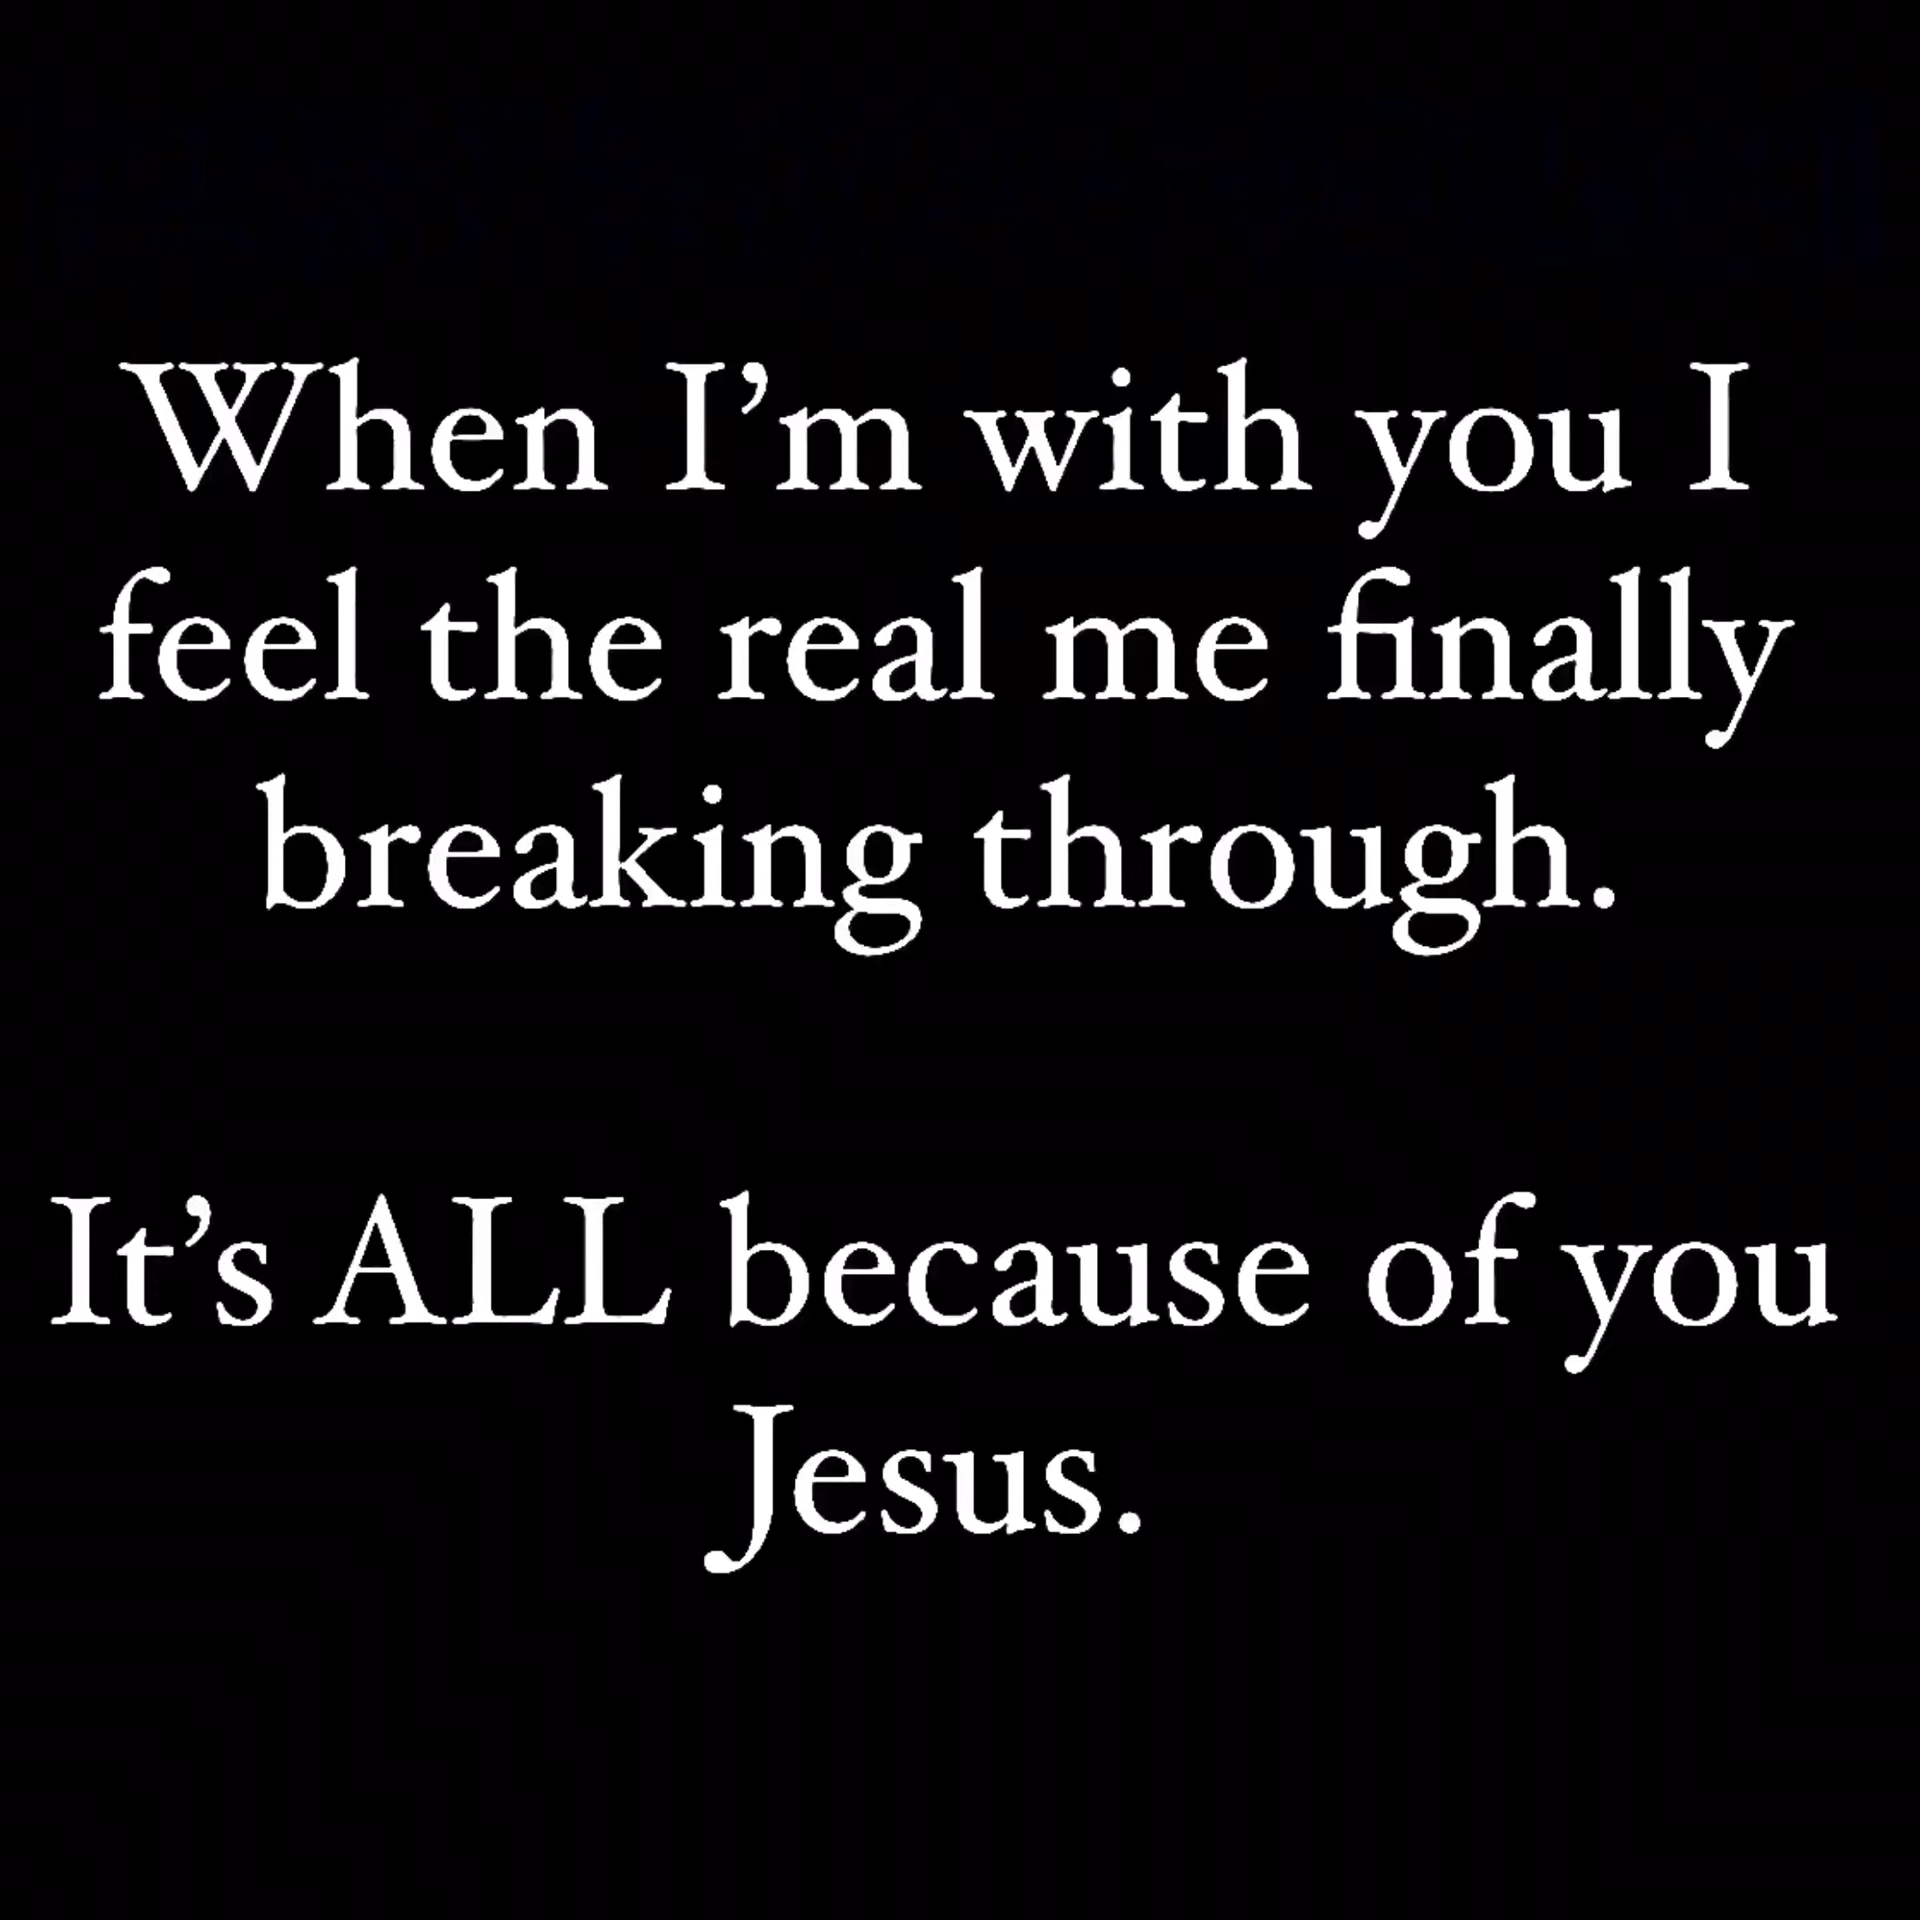 When I’m with you I
feel the real me finally
breaking through.
It’s ALL because of you
Jesus.